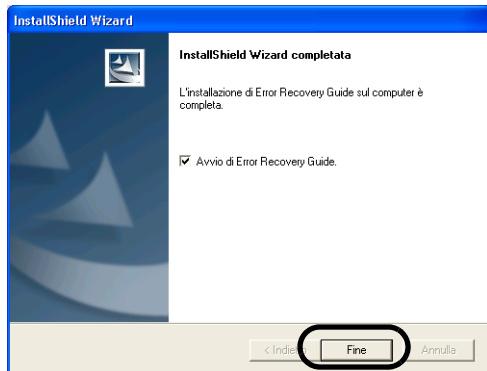 InstallShield Wizard
InstallShield Wizard completata
L'installazione di Error Recovery Guide sul computer è
completa.
Avvio di Error Recovery Guide.
Fine
Annulla